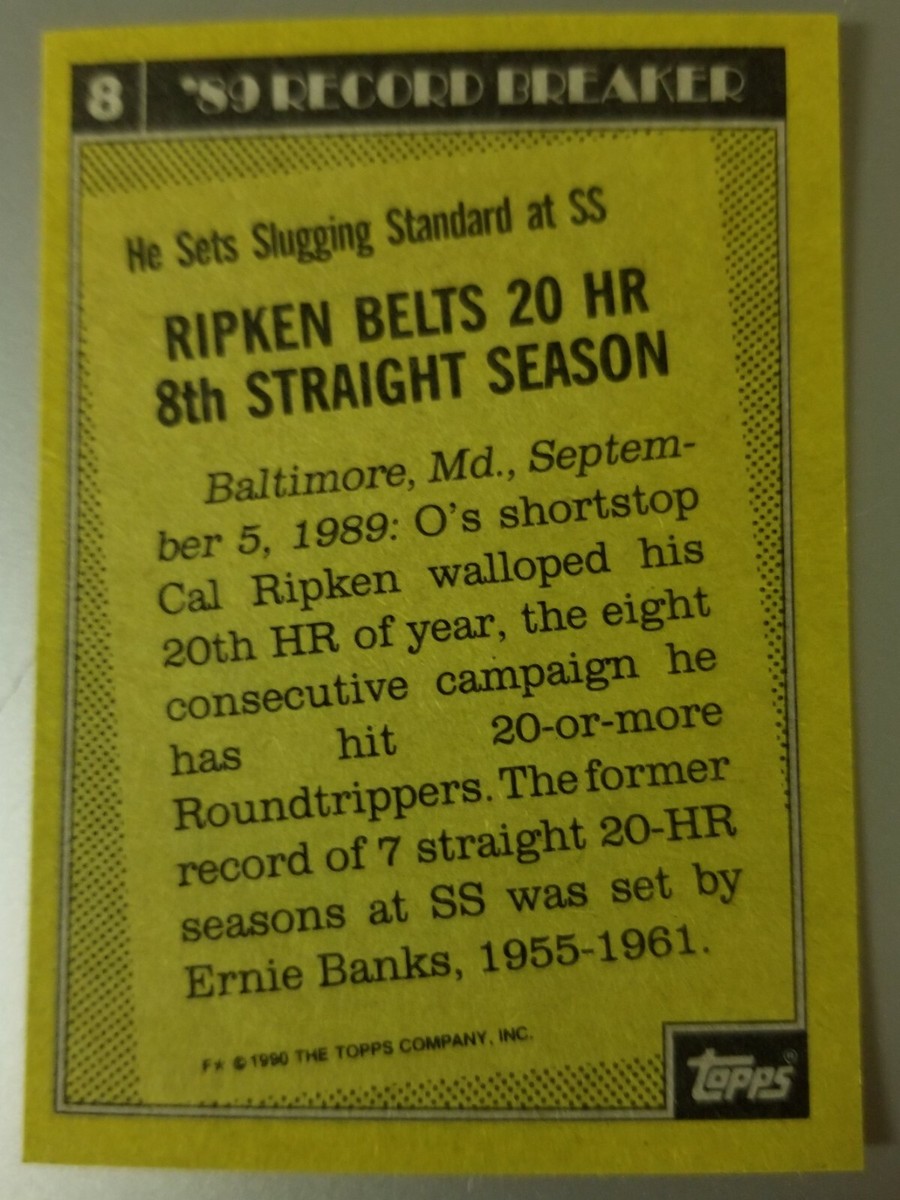 8 '89 RECORD BREAKER
He Sets Slugging Standard at SS
RIPKEN BELTS 20 HR
8th STRAIGHT SEASON
Baltimore, Md., Septem-
ber 5, 1989: O's shortstop
Cal Ripken walloped his
20th HR of year, the eight
consecutive campaign he
has hit 20-or-more
Roundtrippers. The former
record of 7 straight 20-HR
seasons at SS was set by
Ernie Banks, 1955-1961.
F* © 1990 THE TOPPS COMPANY, INC.
topps®